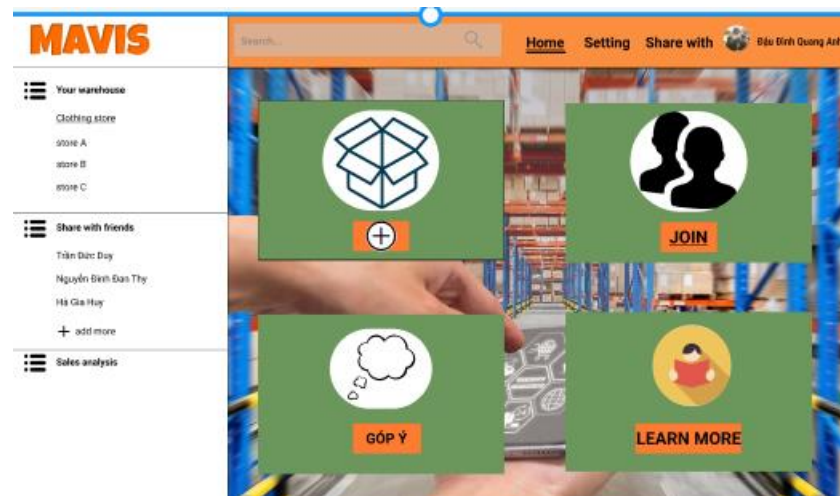 MAVIS
Search...
Home Setting Share with Đậu Đình Quang Anh
Your warehouse
Clothing store
store A
store B
store C
Share with friends
Trần Đức Duy
Nguyễn Đình Đan Thy
Hà Gia Huy
+ add more
Sales analysis
JOIN
GÓP Ý
LEARN MORE